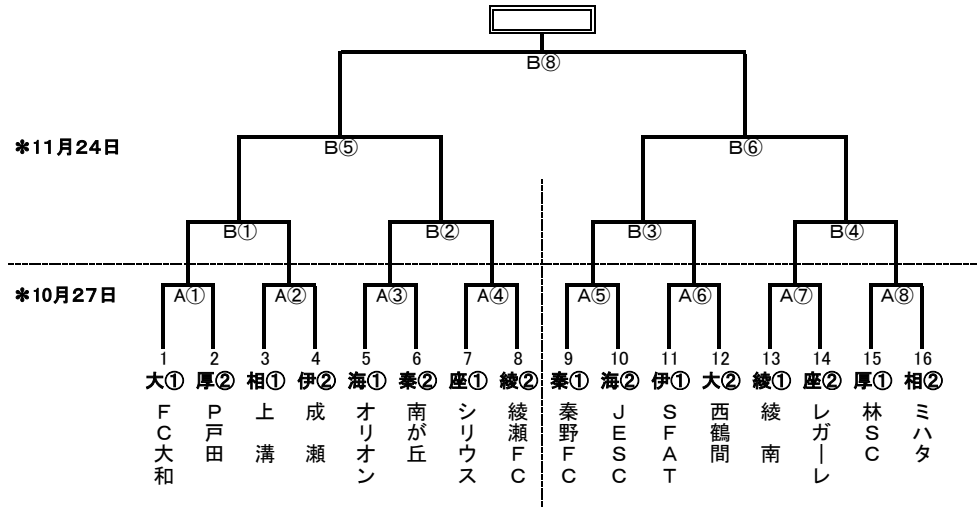 B⑧
*11月24日
B⑤
B⑥
B①
B②
B③
B④
*10月27日
A①
A②
A③
A④
A⑤
A⑥
A⑦
A⑧
1
2
3
4
5
6
7
8
9
10
11
12
13
14
15
16
大①
厚②
相①
伊②
海①
秦②
座①
綾②
秦①
海②
伊①
大②
綾①
座②
厚①
相②
FC大和
P戸田
上溝
成瀬
オリオン
南が丘
シリウス
綾瀬FC
秦野FC
JESC
SFAT
西鶴間
綾南
レガーレ
林SC
ミハタ